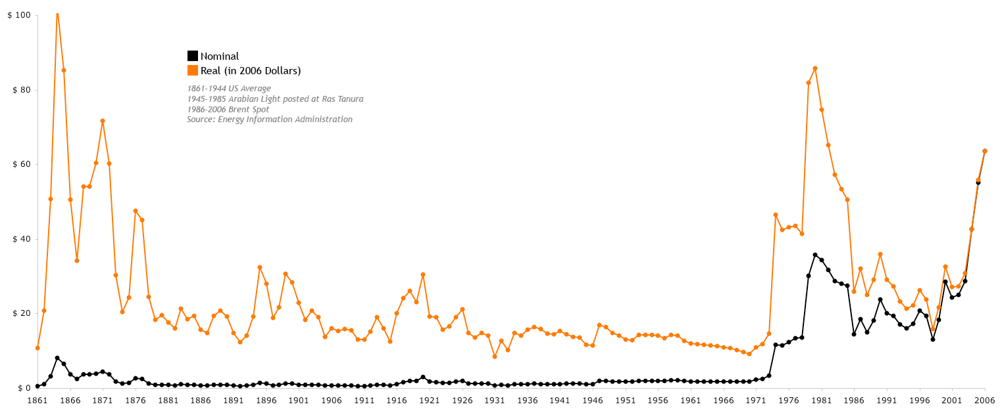 $ 100
Nominal
Real (in 2006 Dollars)
1861-1944 US Average
1945-1985 Arabian Light posted at Ras Tanura
1986-2006 Brent Spot
Source: Energy Information Administration
$ 80
$ 60
$ 40
$ 20
$ 0
1861 1866 1871 1876 1881 1886 1891 1896 1901 1906 1911 1916 1921 1926 1931 1936 1941 1946 1951 1956 1961 1966 1971 1976 1981 1986 1991 1996 2001 2006